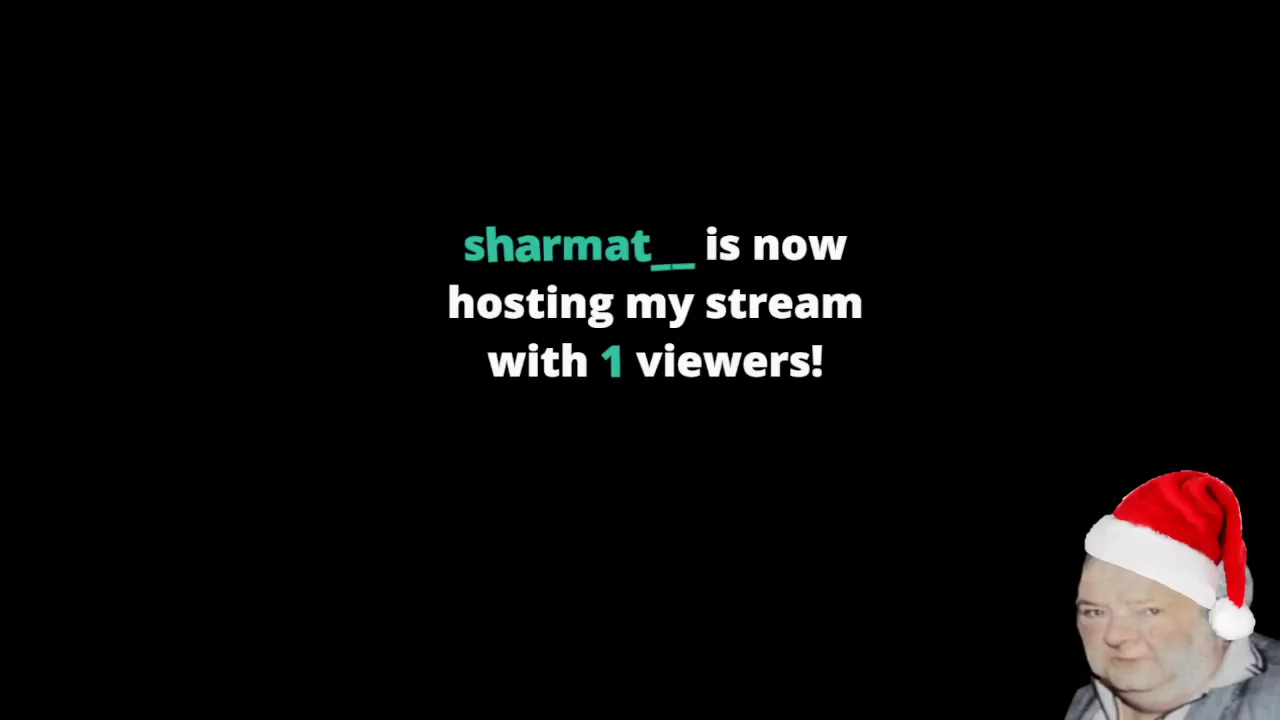 sharmat__ is now
hosting my stream
with 1 viewers!